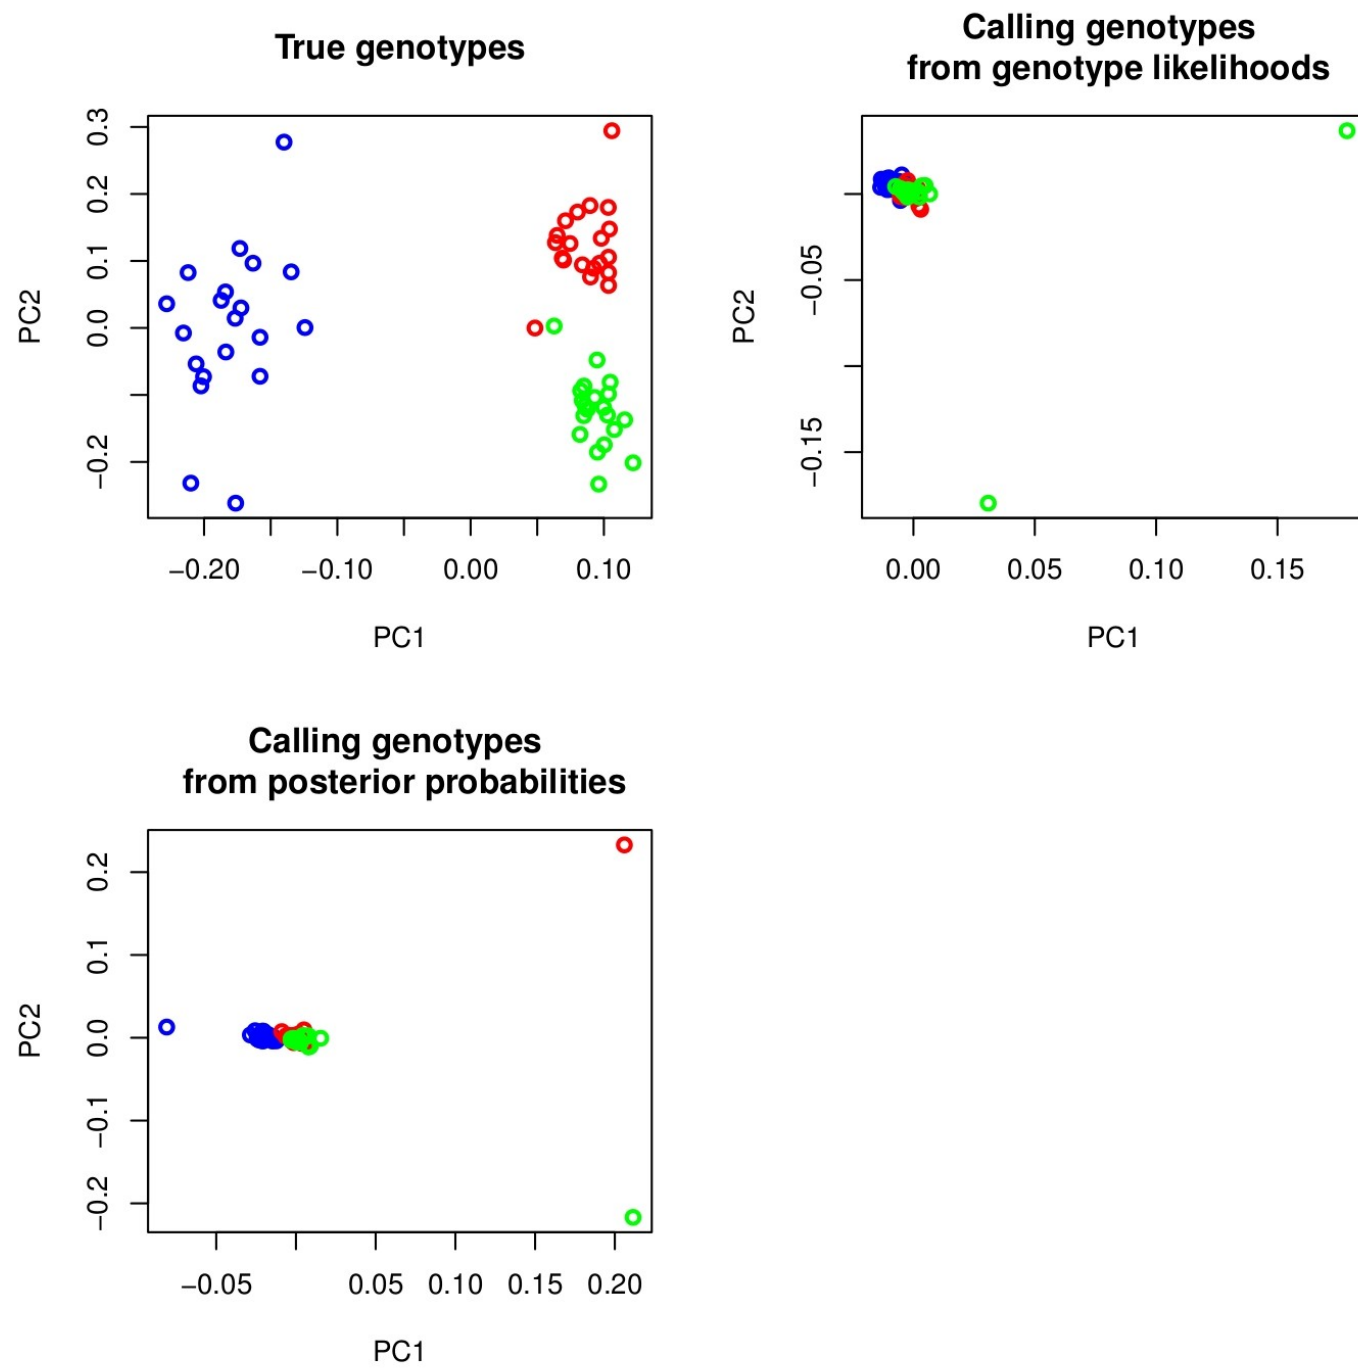 True genotypes
0.3
0.2
0.1
0.0
−0.2
PC2
−0.20 −0.10 0.00 0.10
PC1
Calling genotypes
from genotype likelihoods
−0.05
−0.15
PC2
0.00 0.05 0.10 0.15
PC1
Calling genotypes
from posterior probabilities
0.2
0.1
0.0
−0.1
−0.2
PC2
−0.05 0.05 0.10 0.15 0.20
PC1